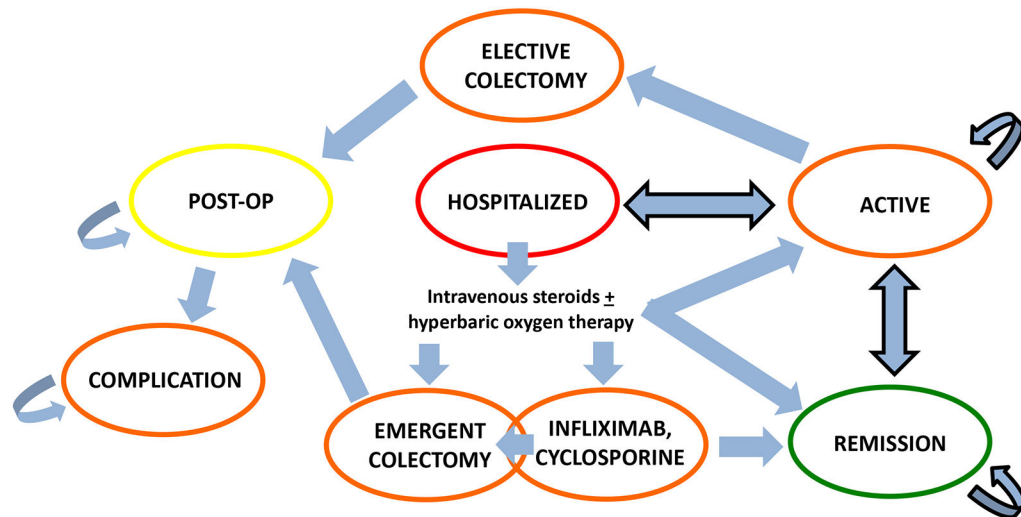 ELECTIVE
COLECTOMY
POST-OP
HOSPITALIZED
ACTIVE
Intravenous steroids ±
hyperbaric oxygen therapy
COMPLICATION
EMERGENT
COLECTOMY
INFLIXIMAB,
CYCLOSPORINE
REMISSION